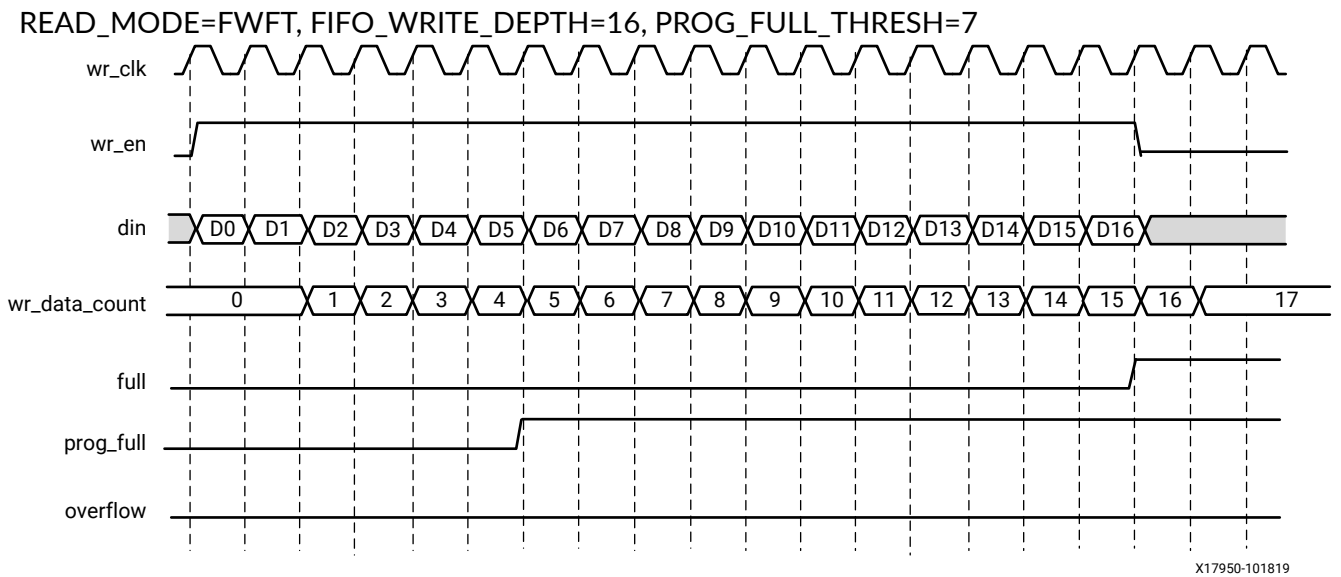 READ_MODE=FWFT, FIFO_WRITE_DEPTH=16, PROG_FULL_THRESH=7
wr_clk
wr_en
din D0 D1 D2 D3 D4 D5 D6 D7 D8 D9 D10 D11 D12 D13 D14 D15 D16
wr_data_count 0 1 2 3 4 5 6 7 8 9 10 11 12 13 14 15 16 17
full
prog_full
overflow
X17950-101819